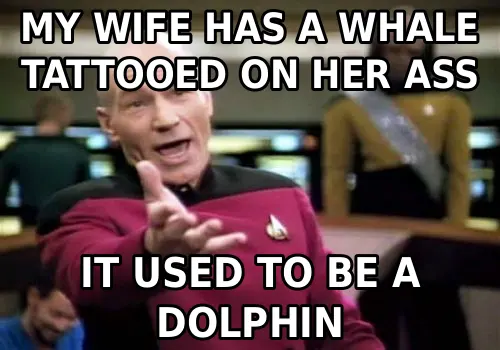 MY WIFE HAS A WHALE
TATTOOED ON HER ASS
IT USED TO BE A
DOLPHIN